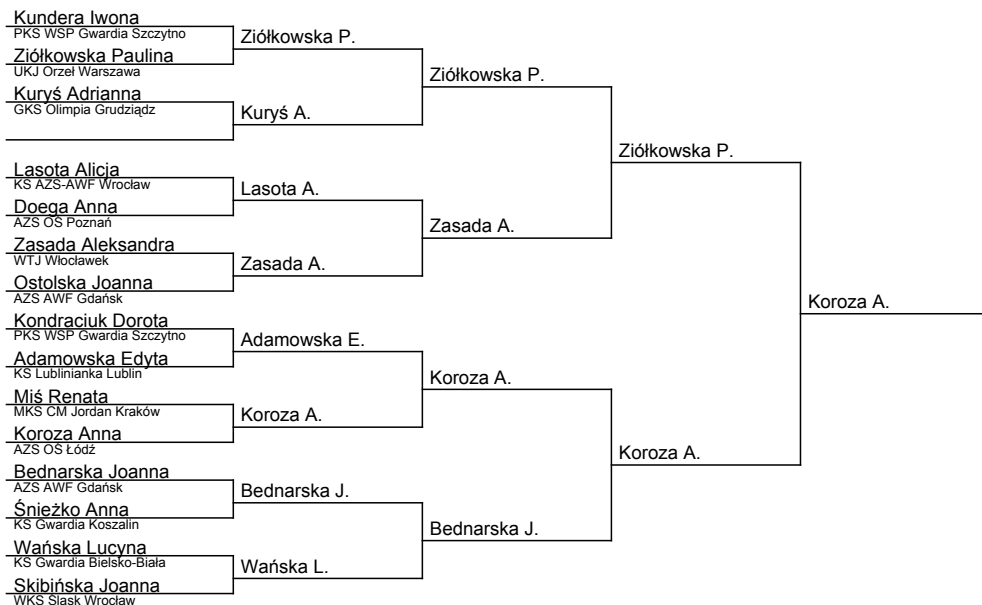 Kundera Iwona
PKS WSP Gwardia Szczytno
Ziółkowska P.
Ziółkowska Paulina
UKJ Orzeł Warszawa
Ziółkowska P.
Kuryś Adrianna
GKS Olimpia Grudziądz
Kuryś A.
Ziółkowska P.
Lasota Alicja
KS AZS-AWF Wrocław
Lasota A.
Doega Anna
AZS OŚ Poznań
Zasada A.
Zasada Aleksandra
WTJ Włocławek
Zasada A.
Ostolska Joanna
AZS AWF Gdańsk
Koroza A.
Kondraciuk Dorota
PKS WSP Gwardia Szczytno
Adamowska E.
Adamowska Edyta
KS Lublinianka Lublin
Koroza A.
Miś Renata
MKS CM Jordan Kraków
Koroza A.
Koroza Anna
AZS OŚ Łódź
Koroza A.
Bednarska Joanna
AZS AWF Gdańsk
Bednarska J.
Śnieżko Anna
KS Gwardia Koszalin
Bednarska J.
Wańska Lucyna
KS Gwardia Bielsko-Biała
Wańska L.
Skibińska Joanna
WKS Śląsk Wrocław